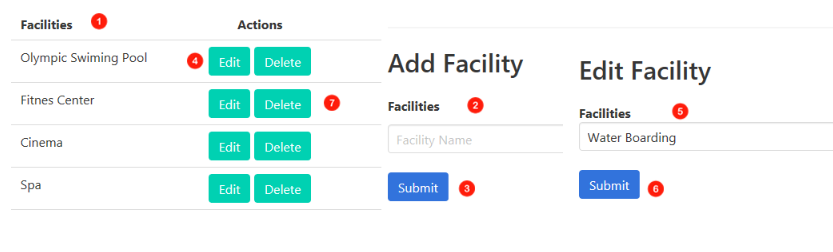 Facilities 1 Actions
Olympic Swiming Pool 4 Edit Delete
Fitnes Center Edit Delete 7
Cinema Edit Delete
Spa Edit Delete
Add Facility
Facilities 2
Facility Name
Submit 3
Edit Facility
Facilities 5
Water Boarding
Submit 6